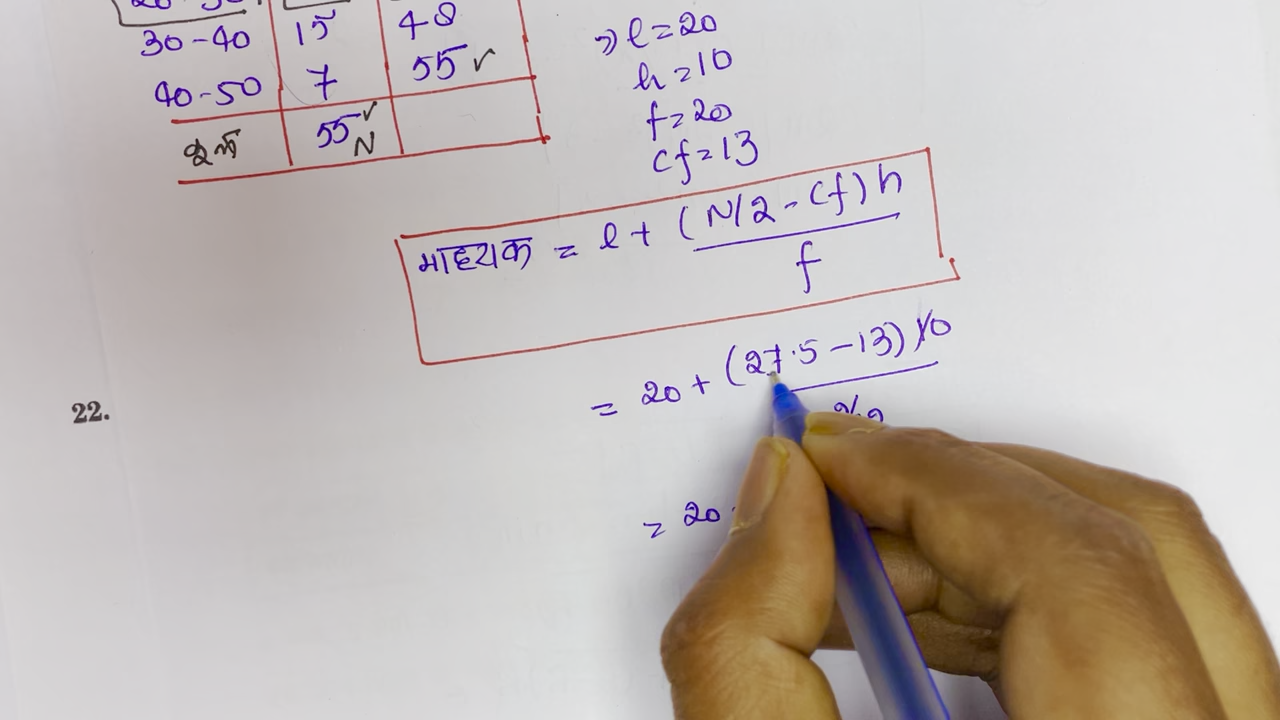 30-40 15 48
40-50 7 55 ✓
कुल 55 ✓ N
⇒ l = 20
h = 10
f = 20
cf = 13
माध्यक = l + (N/2 - Cf) h
f
= 20 + (27.5 - 13) 10
= 20
22.